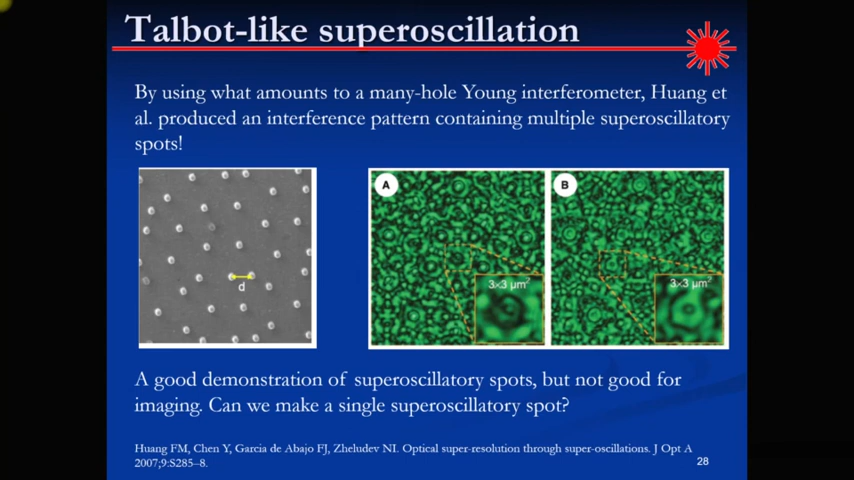 Talbot-like superoscillation
By using what amounts to a many-hole Young interferometer, Huang et
al. produced an interference pattern containing multiple superoscillatory
spots!
d
A
3×3 µm²
B
3×3 µm²
A good demonstration of superoscillatory spots, but not good for
imaging. Can we make a single superoscillatory spot?
Huang FM, Chen Y, Garcia de Abajo FJ, Zheludev NI. Optical super-resolution through super-oscillations. J Opt A
2007;9:S285–8.
28